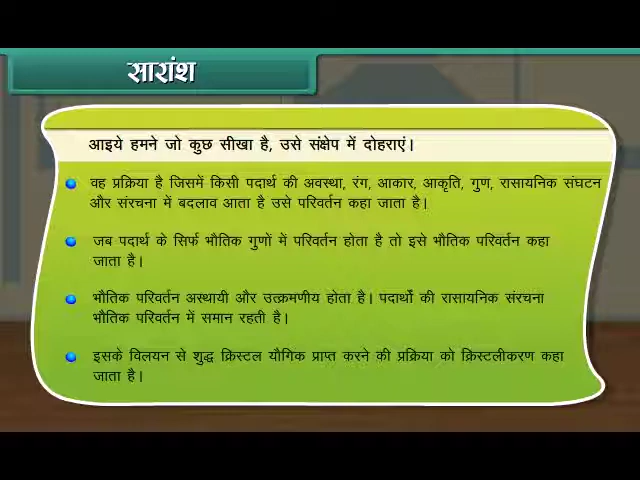 सारांश
आइये हमने जो कुछ सीखा है, उसे संक्षेप में दोहराएं।
वह प्रक्रिया है जिसमें किसी पदार्थ की अवस्था, रंग, आकार, आकृति, गुण, रासायनिक संघटन
और संरचना में बदलाव आता है उसे परिवर्तन कहा जाता है।
जब पदार्थ के सिर्फ भौतिक गुणों में परिवर्तन होता है तो इसे भौतिक परिवर्तन कहा
जाता है।
भौतिक परिवर्तन अस्थायी और उत्क्रमणीय होता है। पदार्थों की रासायनिक संरचना
भौतिक परिवर्तन में समान रहती है।
इसके विलयन से शुद्ध क्रिस्टल यौगिक प्राप्त करने की प्रक्रिया को क्रिस्टलीकरण कहा
जाता है।